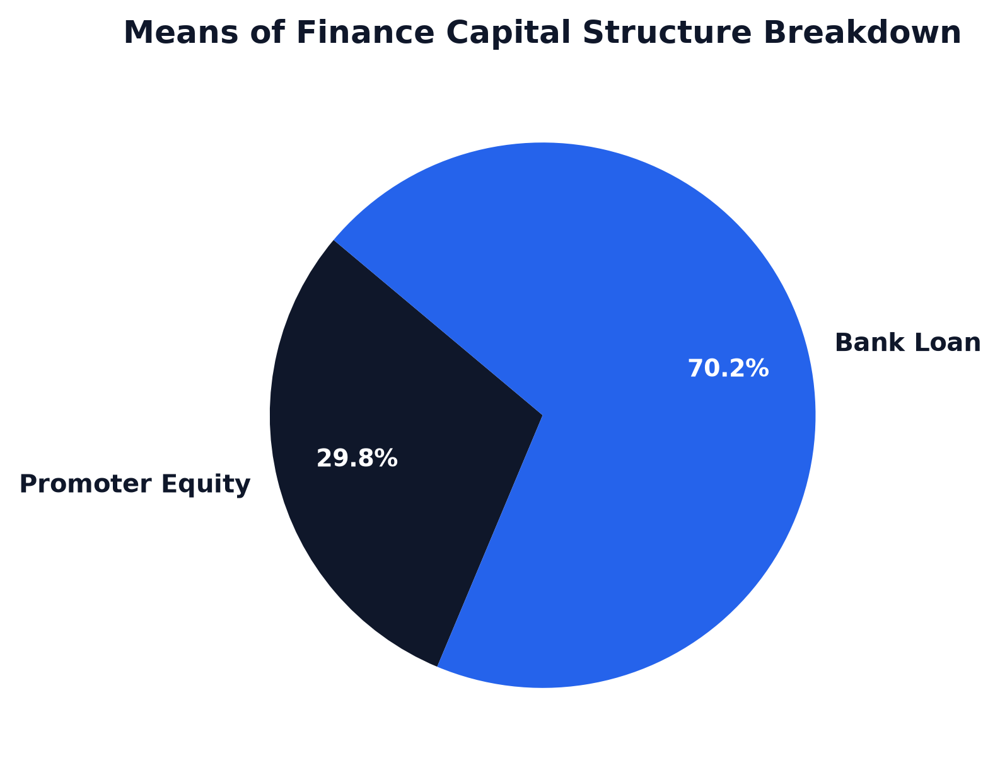 Means of Finance Capital Structure Breakdown
Bank Loan
70.2%
29.8%
Promoter Equity